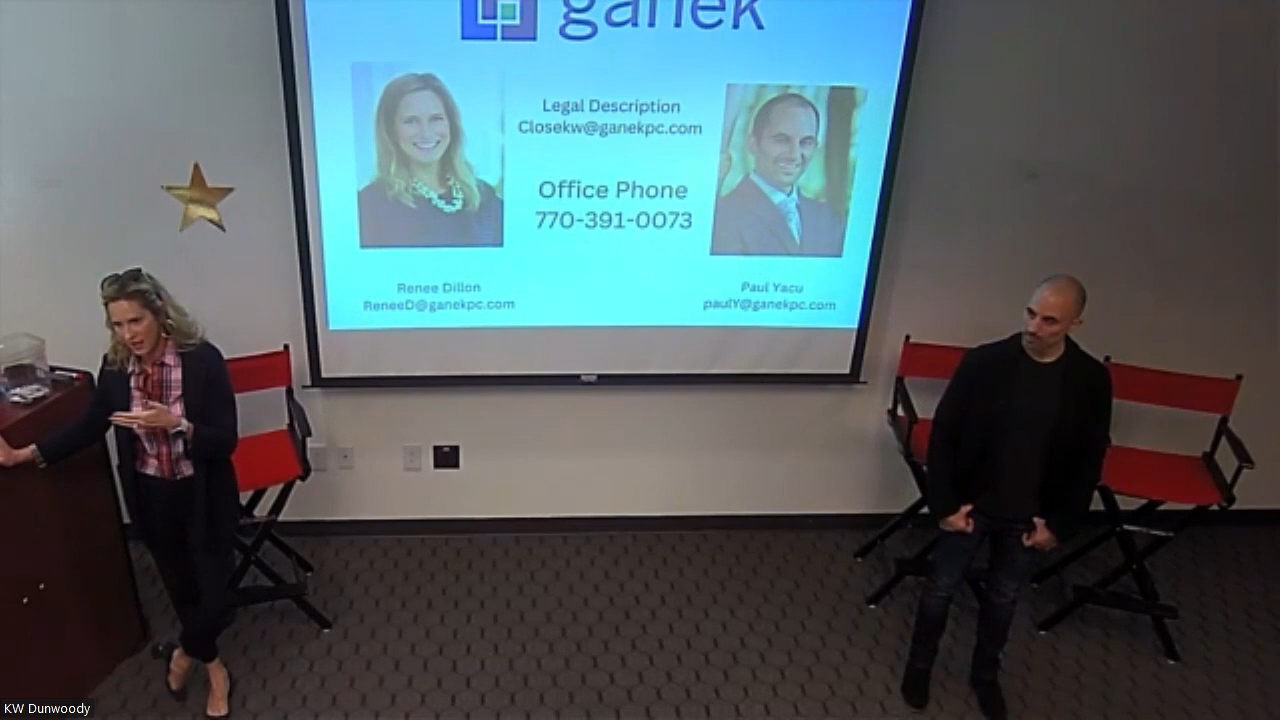 ganek
Legal Description
Closekw@ganekpc.com
Office Phone
770-391-0073
Renee Dillon
ReneeD@ganekpc.com
Paul Yacu
paulY@ganekpc.com
KW Dunwoody